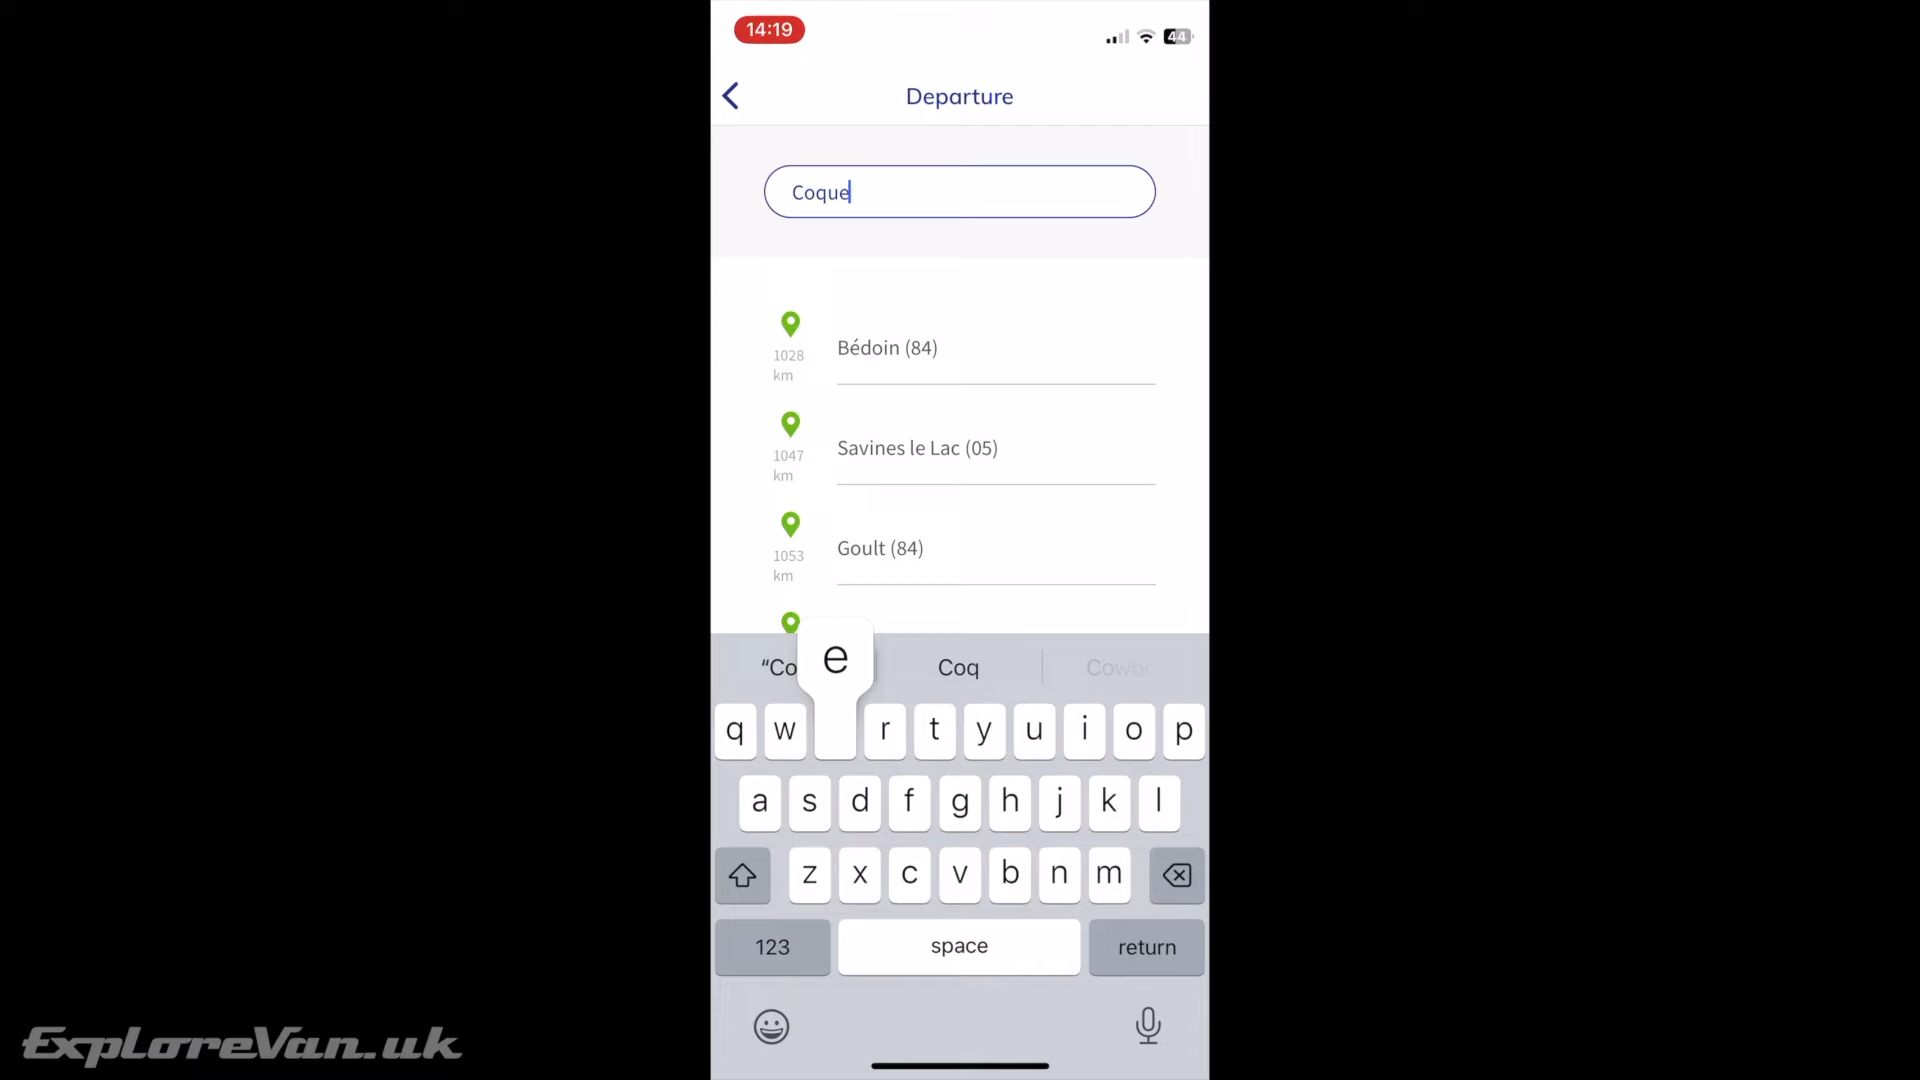 14:19
44
Departure
Coque
1028 km
Bédoin (84)
1047 km
Savines le Lac (05)
1053 km
Goult (84)
“Co
e
Coq
q w r t y u i o p
a s d f g h j k l
z x c v b n m
123
space
return
ExploreVan.uk